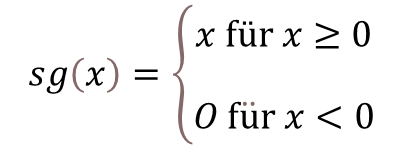 sg(x) = { x für x ≥ 0
O für x < 0